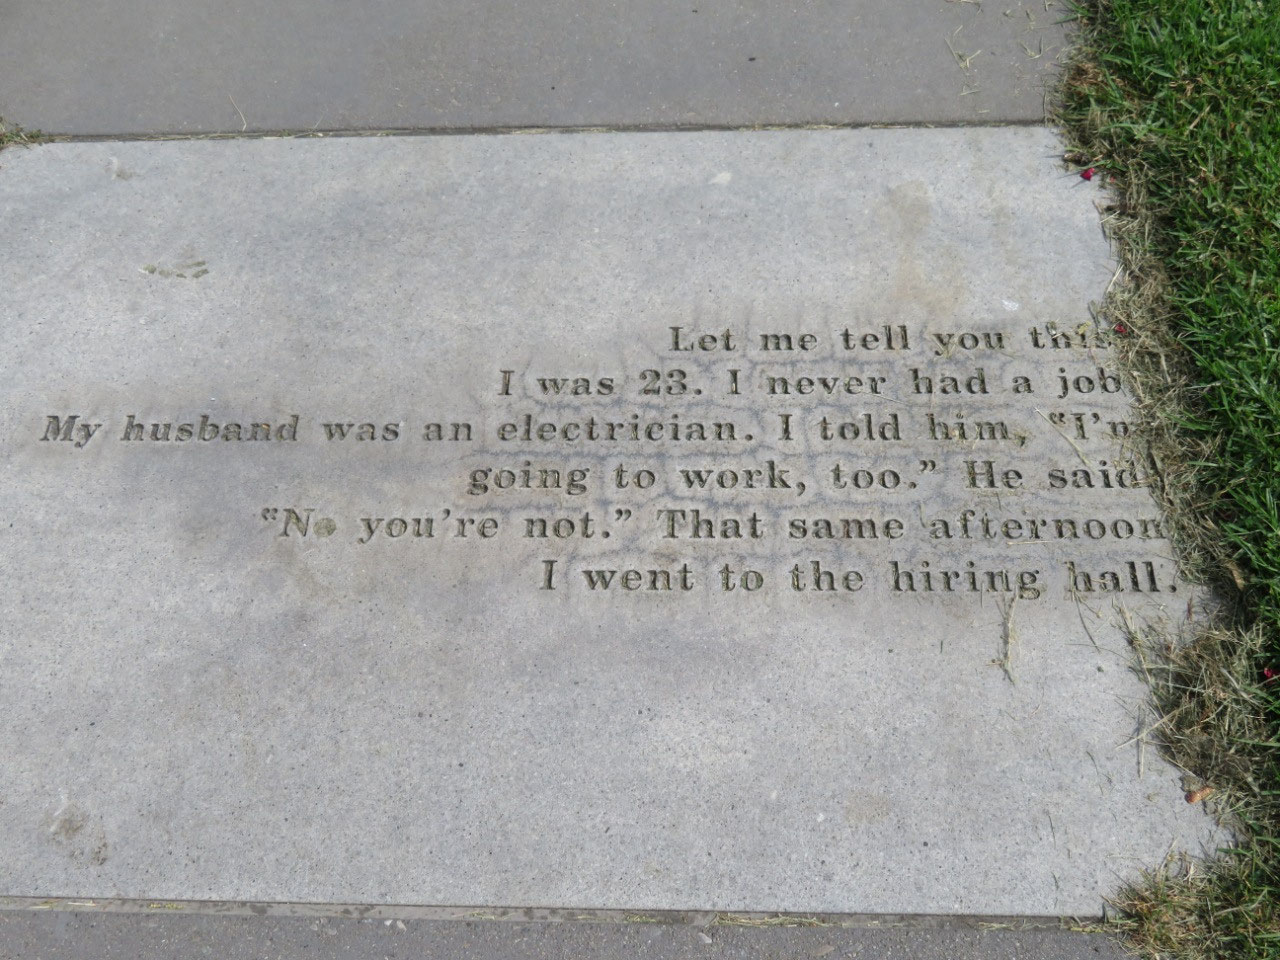 Let me tell you this
I was 23. I never had a job
My husband was an electrician. I told him, “I'm
going to work, too.” He said
“No you're not.” That same afternoon
I went to the hiring hall.